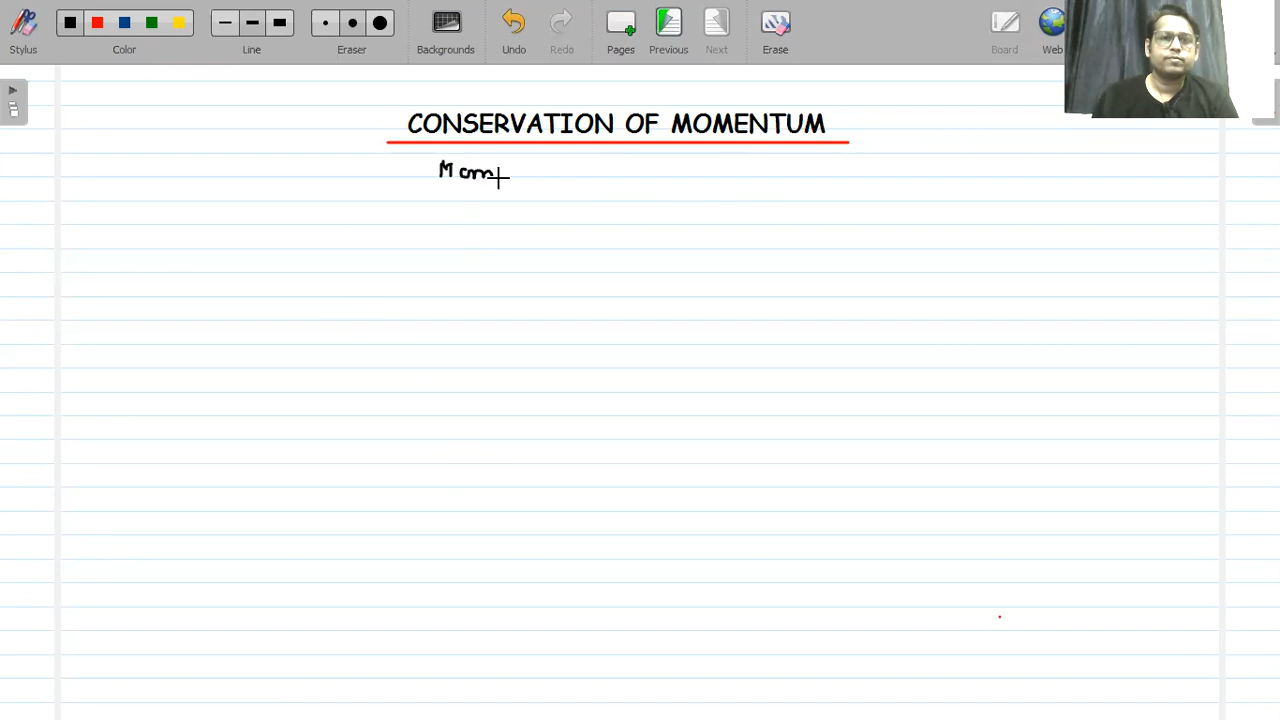 Stylus Color Line Eraser Backgrounds Undo Redo Pages Previous Next Erase Board Web
CONSERVATION OF MOMENTUM
Mom